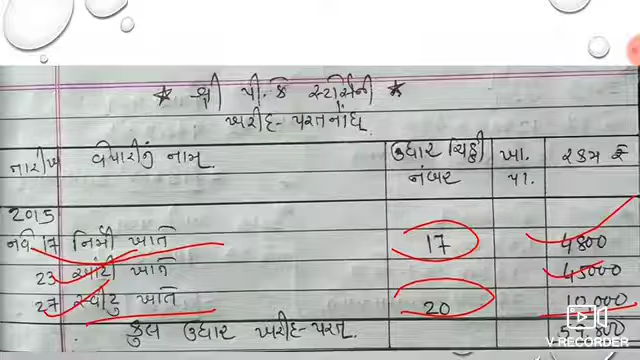 * શ્રી પી. કે સ્ટોર્સની *
ખરીદ-પરત નોંધ
તારીખ વેપારીનું નામ ઉધાર ચિઠ્ઠી નંબર ખા. પા. રકમ રૂ
2015
નવે 17 નિમી ખાતે 17 4800
23 ખાતે 45000
27 સ્વીટુ ખાતે 20 10,000
કુલ ઉધાર ખરીદ-પરત
V RECORDER